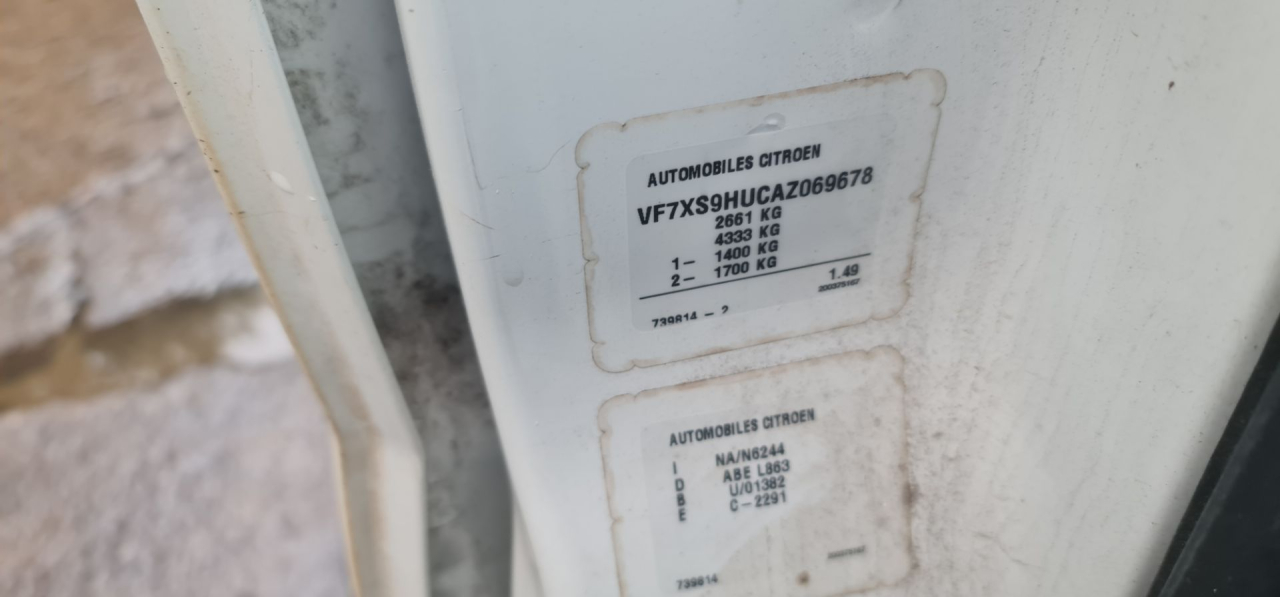 AUTOMOBILES CITROEN
VF7XS9HUCAZ069678
2661 KG
4333 KG
1- 1400 KG
2- 1700 KG
1.49
739814 - 2
AUTOMOBILES CITROEN
I NA/N6244
D ABE L863
B U/01382
E C-2291
739814